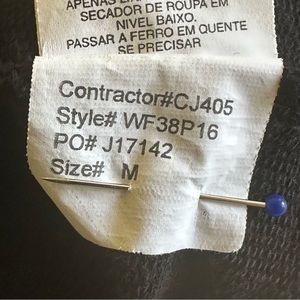 SECADOR DE ROUPA EM
NIVEL BAIXO.
PASSAR A FERRO EM QUENTE
SE PRECISAR
Contractor#CJ405
Style# WF38P16
PO# J17142
Size# M